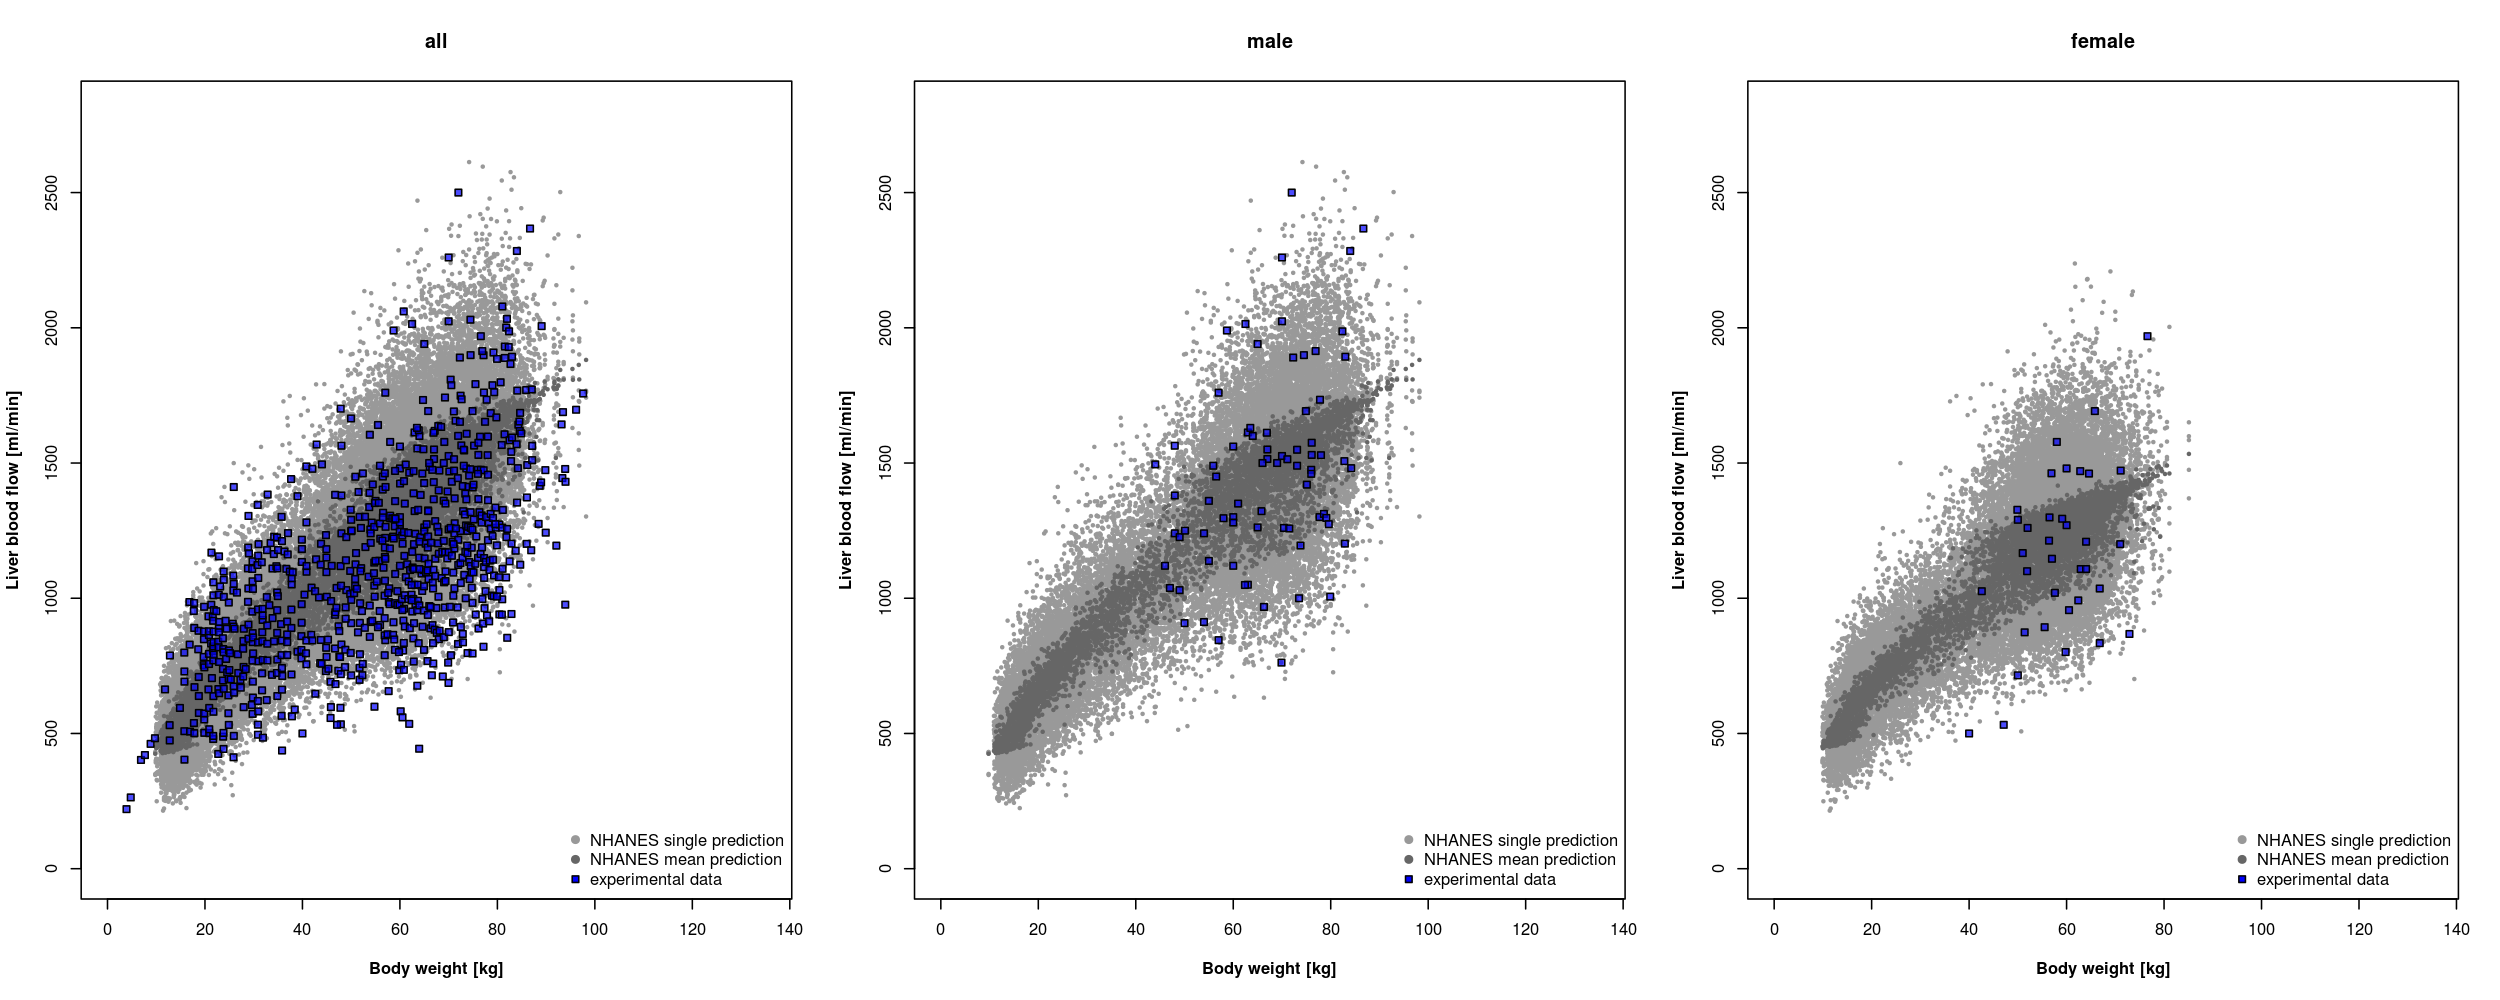 all
Liver blood flow [ml/min]
2500
2000
1500
1000
500
0
NHANES single prediction
NHANES mean prediction
experimental data
0 20 40 60 80 100 120 140
Body weight [kg]
male
Liver blood flow [ml/min]
2500
2000
1500
1000
500
0
NHANES single prediction
NHANES mean prediction
experimental data
0 20 40 60 80 100 120 140
Body weight [kg]
female
Liver blood flow [ml/min]
2500
2000
1500
1000
500
0
NHANES single prediction
NHANES mean prediction
experimental data
0 20 40 60 80 100 120 140
Body weight [kg]